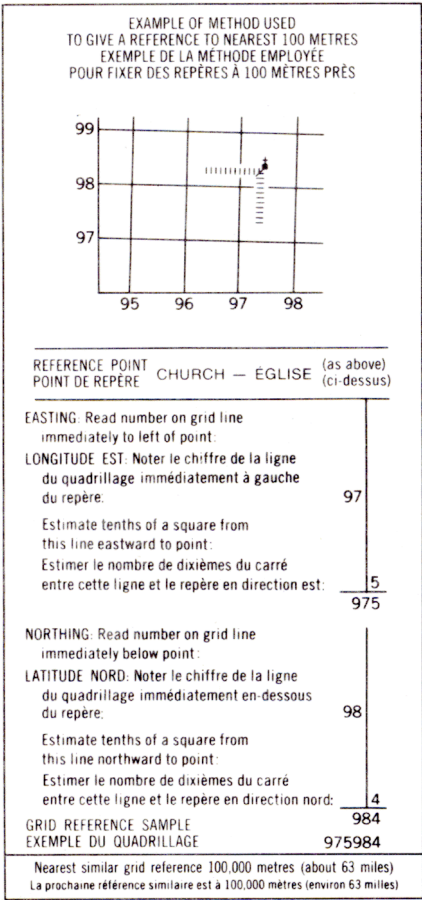 EXAMPLE OF METHOD USED
TO GIVE A REFERENCE TO NEAREST 100 METRES
EXEMPLE DE LA MÉTHODE EMPLOYÉE
POUR FIXER DES REPÈRES À 100 MÈTRES PRÈS
99
98
97
95 96 97 98
REFERENCE POINT
POINT DE REPÈRE
CHURCH — ÉGLISE
(as above)
(ci-dessus)
EASTING: Read number on grid line
immediately to left of point:
LONGITUDE EST: Noter le chiffre de la ligne
du quadrillage immédiatement à gauche
du repère: 97
Estimate tenths of a square from
this line eastward to point:
Estimer le nombre de dixièmes du carré
entre cette ligne et le repère en direction est: 5
975
NORTHING: Read number on grid line
immediately below point:
LATITUDE NORD: Noter le chiffre de la ligne
du quadrillage immédiatement en-dessous
du repère: 98
Estimate tenths of a square from
this line northward to point:
Estimer le nombre de dixièmes du carré
entre cette ligne et le repère en direction nord: 4
984
GRID REFERENCE SAMPLE
EXEMPLE DU QUADRILLAGE 975984
Nearest similar grid reference 100,000 metres (about 63 miles)
La prochaine référence similaire est à 100,000 mètres (environ 63 milles)